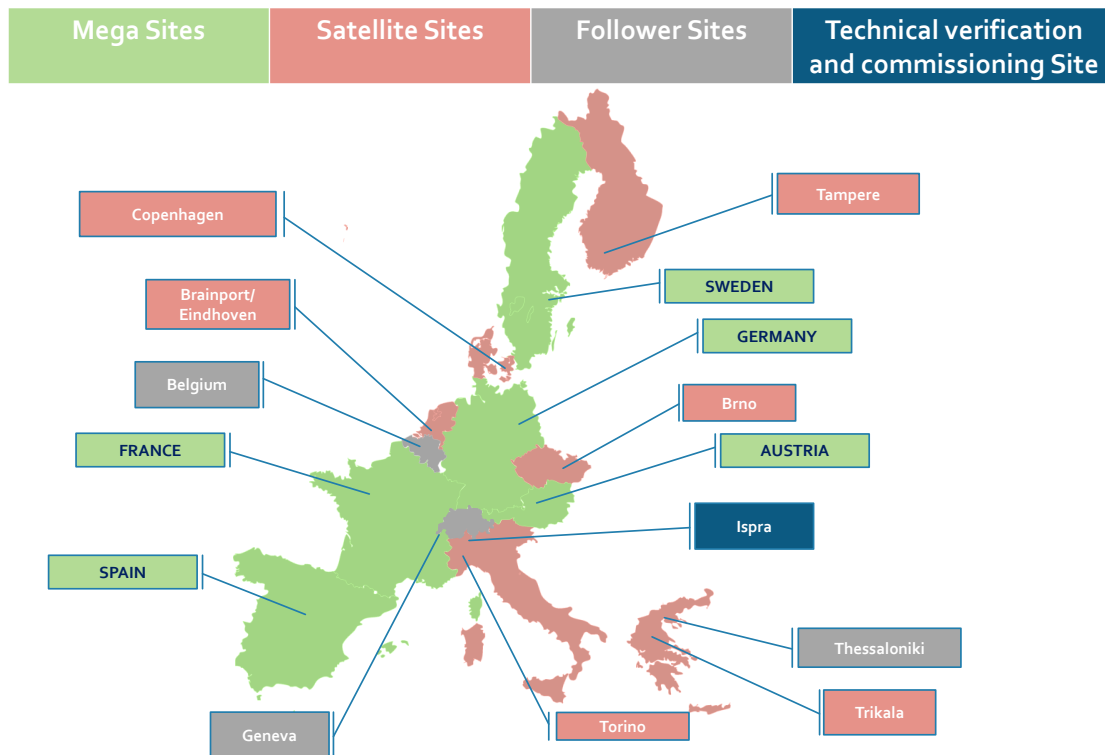 Mega Sites
Satellite Sites
Follower Sites
Technical verification
and commissioning Site
Copenhagen
Tampere
Brainport/
Eindhoven
SWEDEN
GERMANY
Belgium
Brno
FRANCE
AUSTRIA
Ispra
SPAIN
Thessaloniki
Trikala
Geneva
Torino